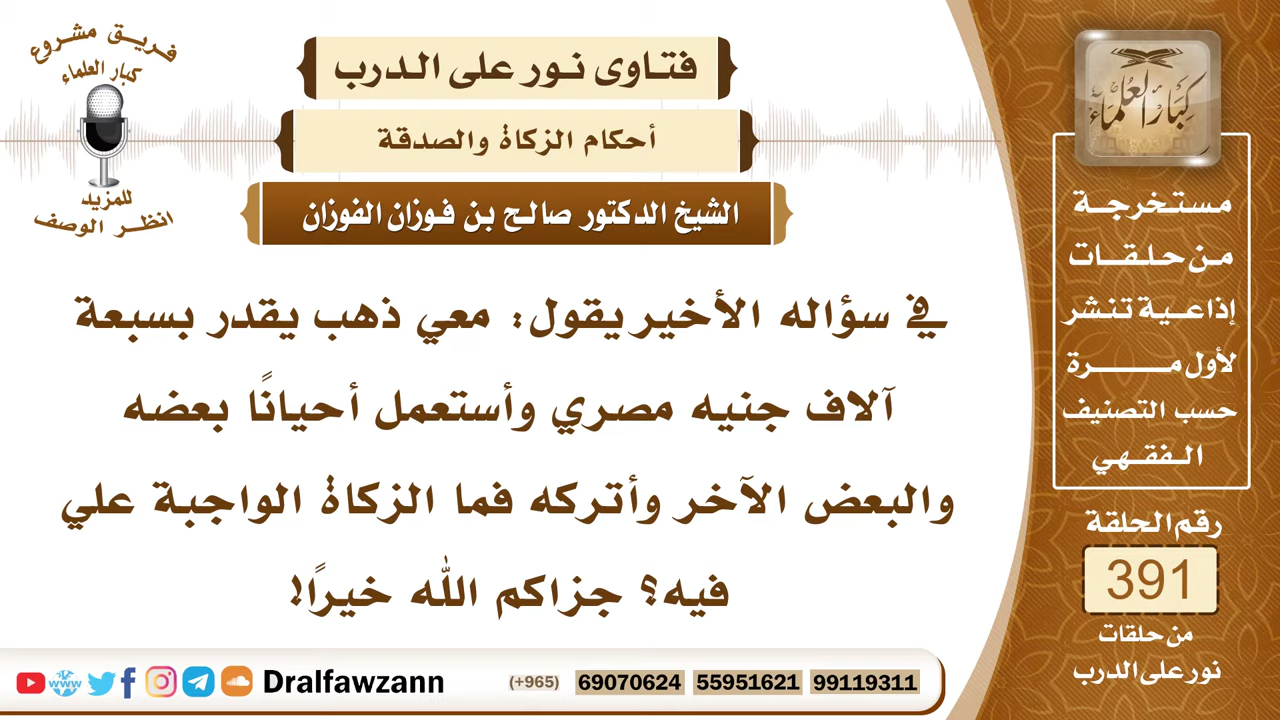 فريق مشروع
كبار العلماء
للمزيد
انظر الوصف
فتاوى نور على الدرب
أحكام الزكاة والصدقة
الشيخ الدكتور صالح بن فوزان الفوزان
في سؤاله الأخير يقول: معي ذهب يقدر بسبعة
آلاف جنيه مصري وأستعمل أحيانًا بعضه
والبعض الآخر وأتركه فما الزكاة الواجبة علي
فيه؟ جزاكم الله خيرًا!
كبار العلماء
مستخرجة
من حلقات
إذاعية تنشر
لأول مرة
حسب التصنيف
الفقهي
رقم الحلقة
391
من حلقات
نور على الدرب
www Dralfawzann (+965) 69070624 55951621 99119311